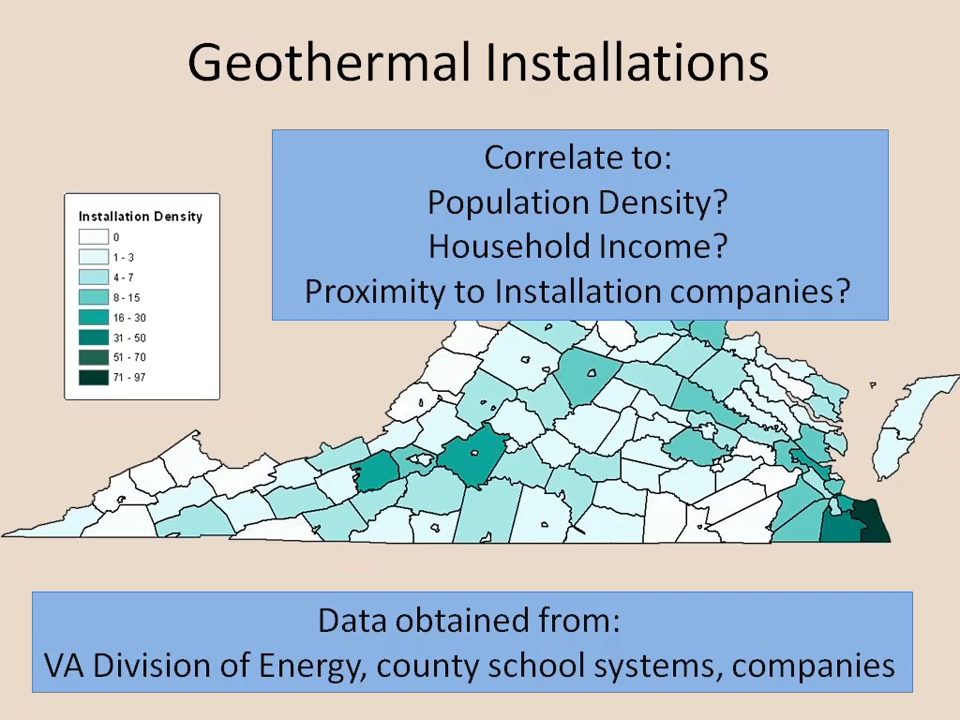 Geothermal Installations
Correlate to:
Population Density?
Household Income?
Proximity to Installation companies?
Installation Density
0
1 - 3
4 - 7
8 - 15
16 - 30
31 - 50
51 - 70
71 - 97
Data obtained from:
VA Division of Energy, county school systems, companies